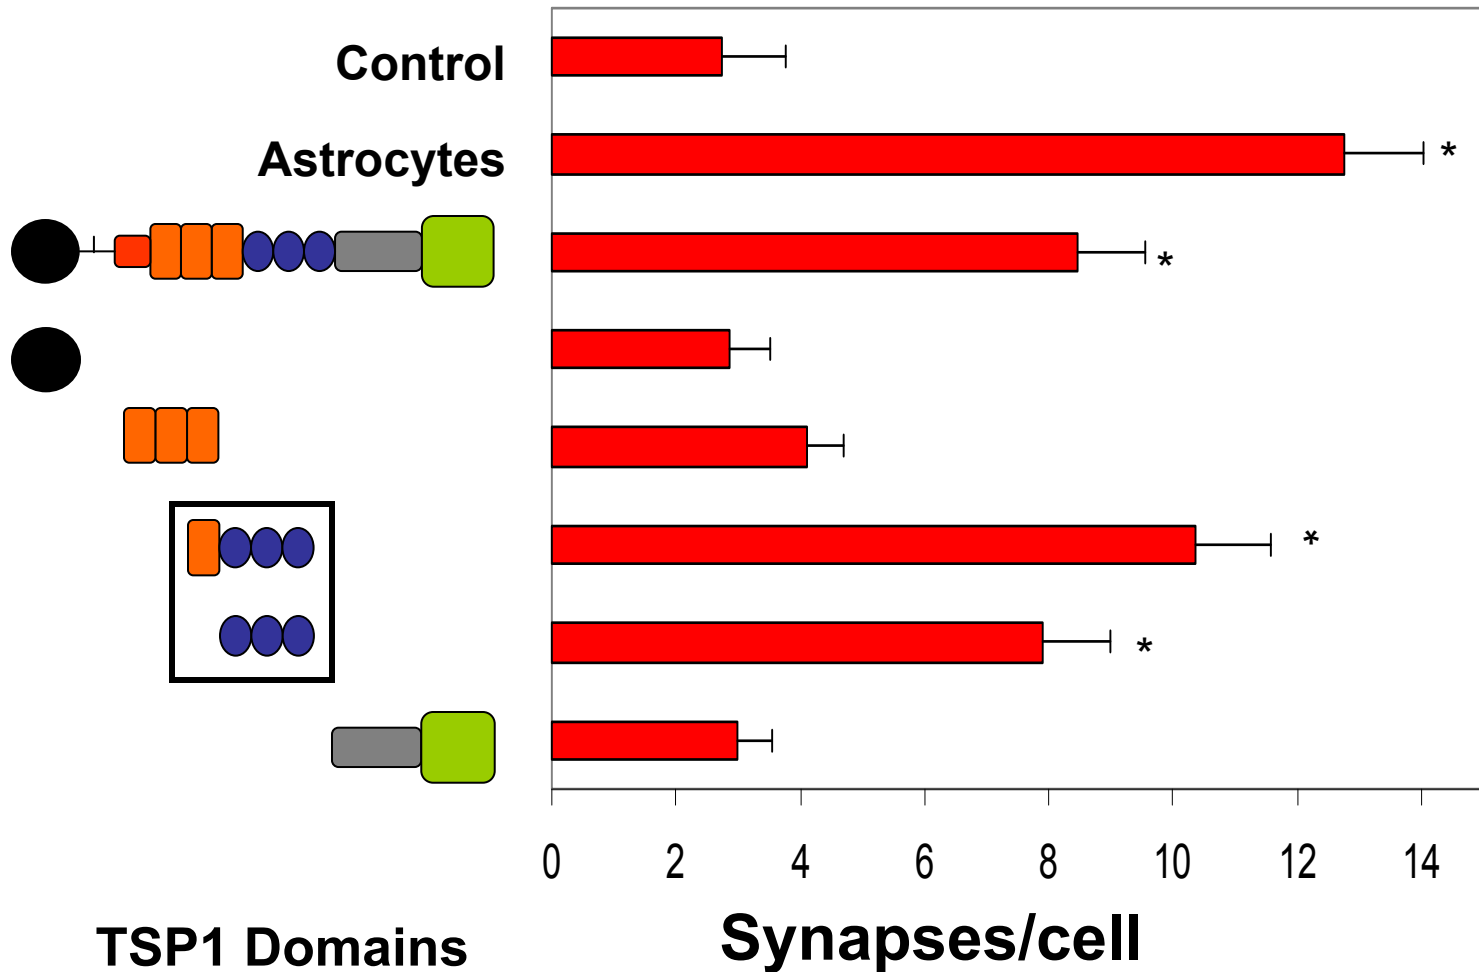 Control
Astrocytes
*
*
*
*
0 2 4 6 8 10 12 14
TSP1 Domains
Synapses/cell